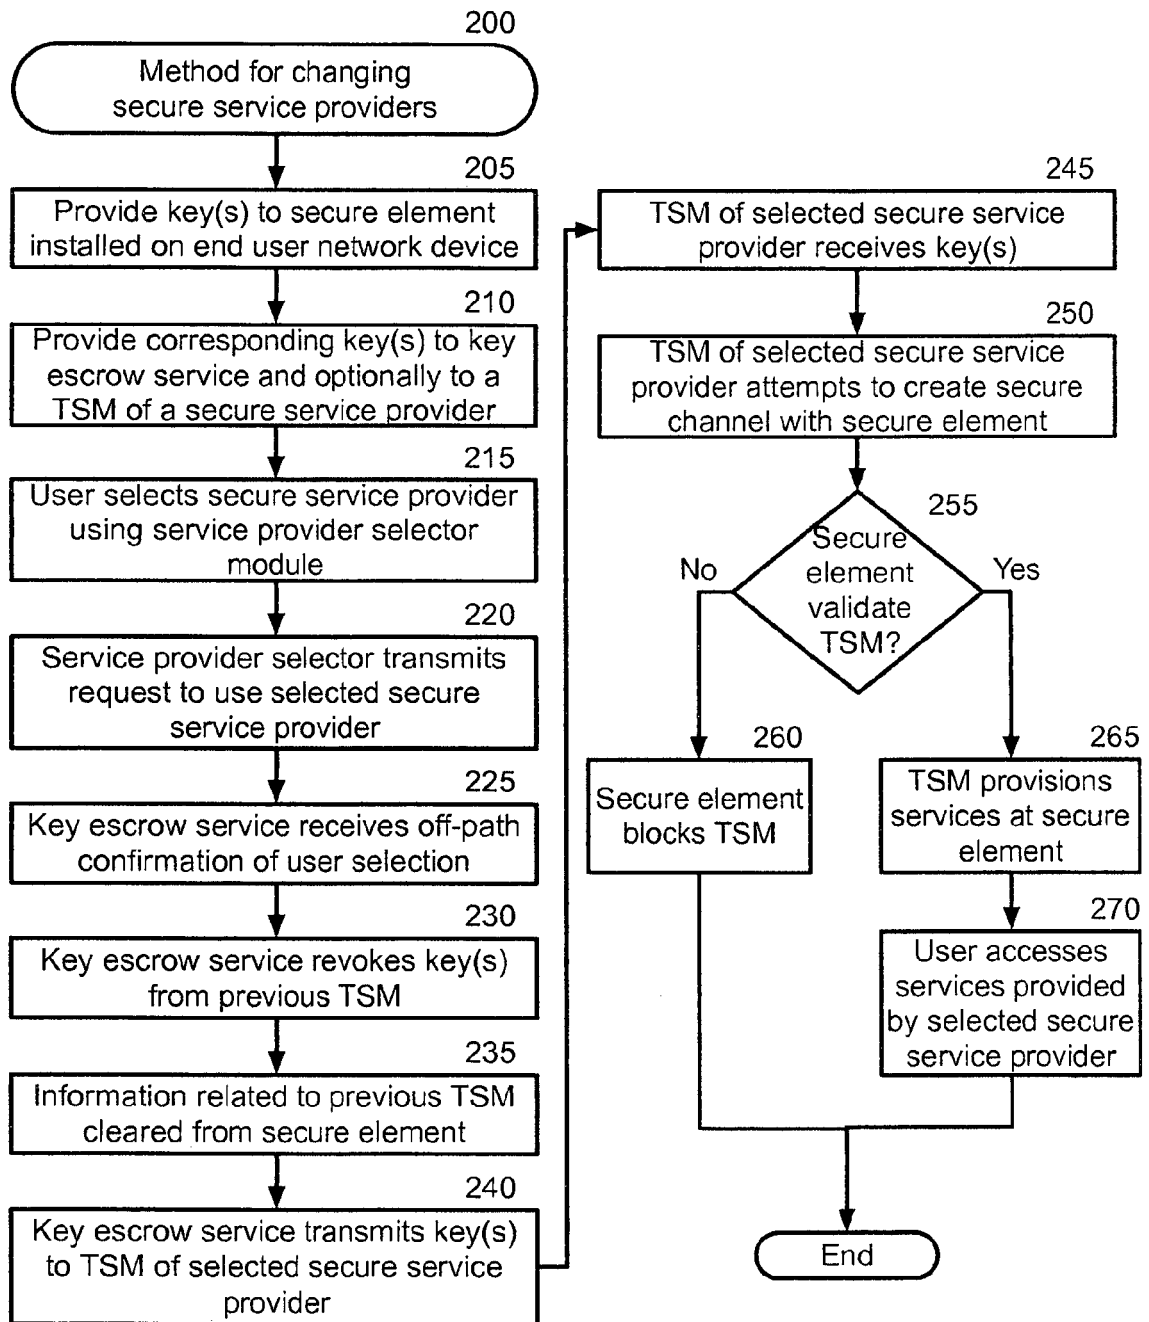 200
Method for changing
secure service providers
205
Provide key(s) to secure element
installed on end user network device
210
Provide corresponding key(s) to key
escrow service and optionally to a
TSM of a secure service provider
215
User selects secure service provider
using service provider selector
module
220
Service provider selector transmits
request to use selected secure
service provider
225
Key escrow service receives off-path
confirmation of user selection
230
Key escrow service revokes key(s)
from previous TSM
235
Information related to previous TSM
cleared from secure element
240
Key escrow service transmits key(s)
to TSM of selected secure service
provider
245
TSM of selected secure service
provider receives key(s)
250
TSM of selected secure service
provider attempts to create secure
channel with secure element
255
Secure
element
validate
TSM?
No
Yes
260
Secure element
blocks TSM
265
TSM provisions
services at secure
element
270
User accesses
services provided
by selected secure
service provider
End